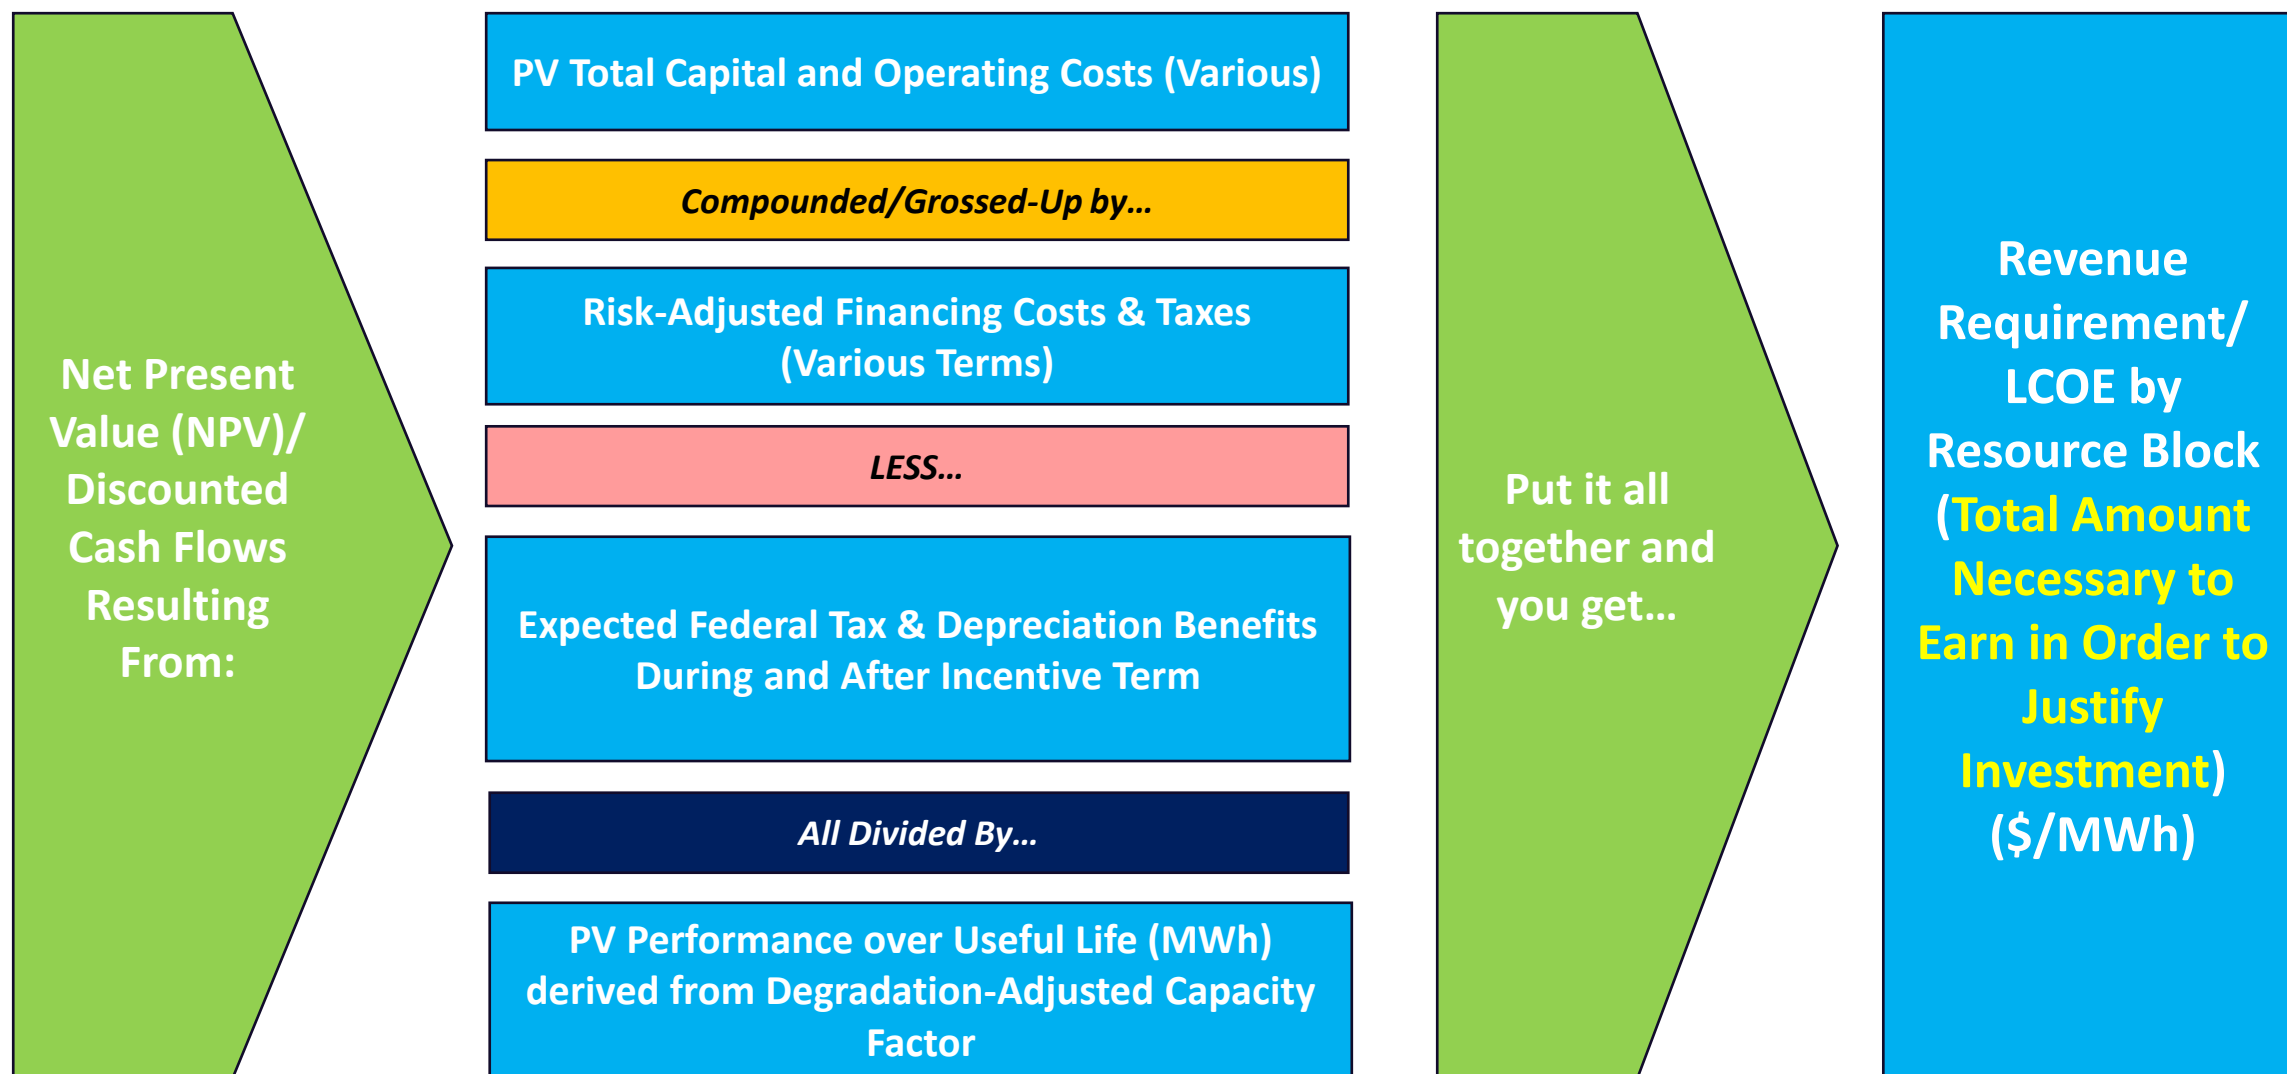 Net Present
Value (NPV)/
Discounted
Cash Flows
Resulting
From:
PV Total Capital and Operating Costs (Various)
Compounded/Grossed-Up by…
Risk-Adjusted Financing Costs & Taxes
(Various Terms)
LESS…
Expected Federal Tax & Depreciation Benefits
During and After Incentive Term
All Divided By…
PV Performance over Useful Life (MWh)
derived from Degradation-Adjusted Capacity
Factor
Put it all
together and
you get…
Revenue
Requirement/
LCOE by
Resource Block
(Total Amount
Necessary to
Earn in Order to
Justify
Investment)
($/MWh)